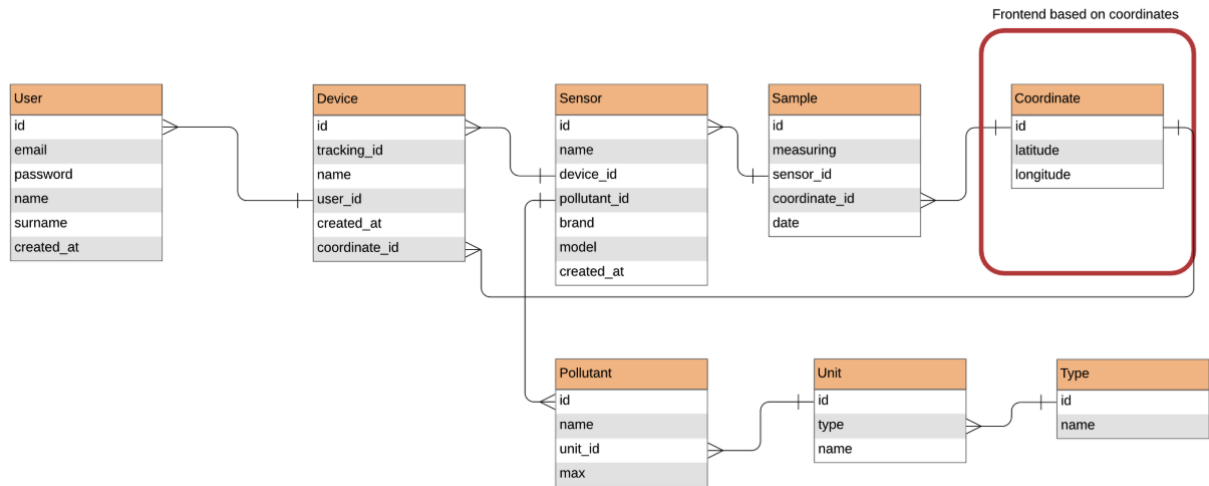 Frontend based on coordinates
User
id
email
password
name
surname
created_at
Device
id
tracking_id
name
user_id
created_at
coordinate_id
Sensor
id
name
device_id
pollutant_id
brand
model
created_at
Sample
id
measuring
sensor_id
coordinate_id
date
Coordinate
id
latitude
longitude
Pollutant
id
name
unit_id
max
Unit
id
type
name
Type
id
name